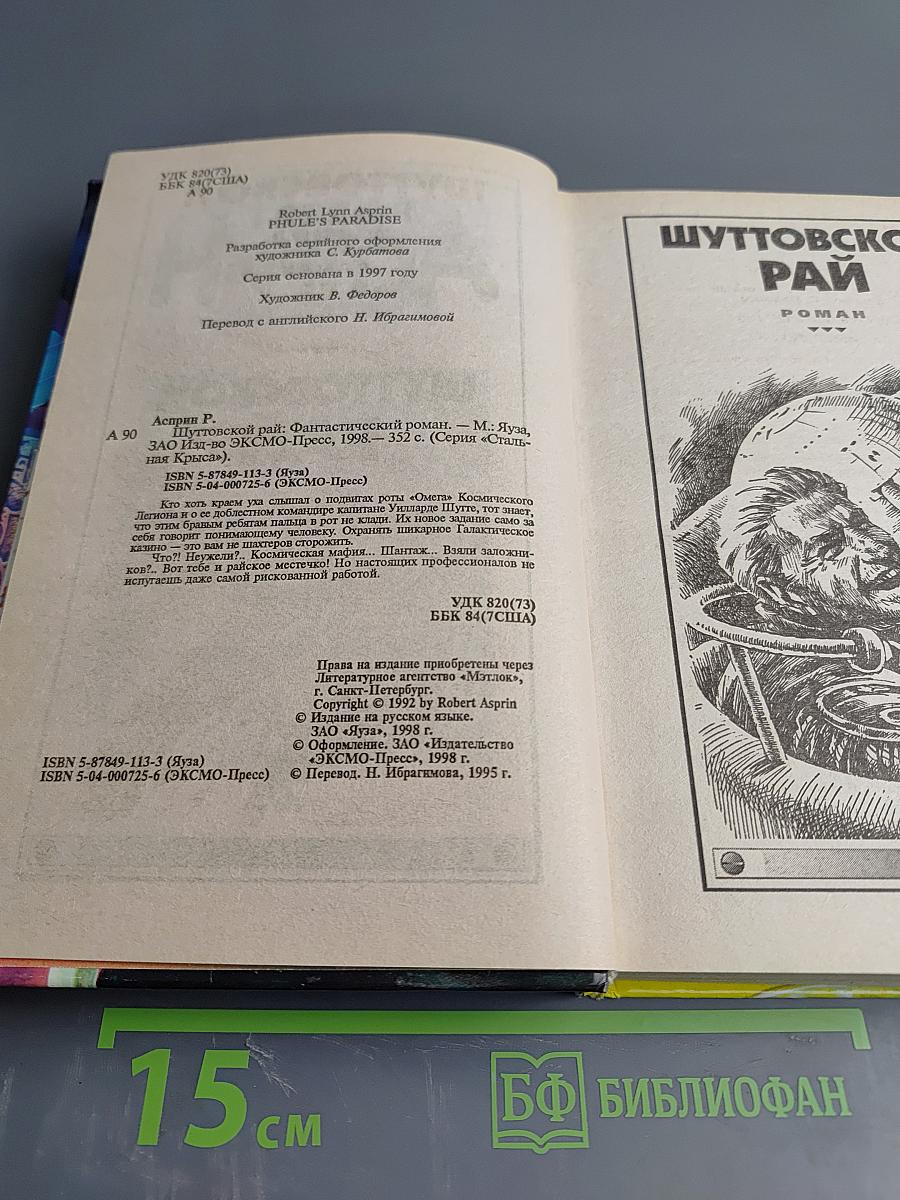 УДК 820(73)
ББК 84(7США)
А 90
Robert Lynn Asprin
PHULE'S PARADISE
Разработка серийного оформления
художника С. Курбатова
Серия основана в 1997 году
Художник В. Федоров
Перевод с английского Н. Ибрагимовой
Асприн Р.
А 90 Шуттовской рай: Фантастический роман. — М.: Яуза,
ЗАО Изд-во ЭКСМО-Пресс, 1998.— 352 с. (Серия «Сталь-
ная Крыса»).
ISBN 5-87849-113-3 (Яуза)
ISBN 5-04-000725-6 (ЭКСМО-Пресс)
Кто хоть краем уха слышал о подвигах роты «Омега» Космического
Легиона и о ее доблестном командире капитане Уилларде Шутте, тот знает,
что этим бравым ребятам пальца в рот не клади. Их новое задание само за
себя говорит понимающему человеку. Охранять шикарное Галактическое
казино — это вам не шахтеров сторожить.
Что?! Неужели?.. Космическая мафия... Шантаж... Взяли заложни-
ков?.. Вот тебе и райское местечко! Но настоящих профессионалов не
испугаешь даже самой рискованной работой.
УДК 820(73)
ББК 84(7США)
Права на издание приобретены через
Литературное агентство «Мэтлок»,
г. Санкт-Петербург.
Copyright © 1992 by Robert Asprin
© Издание на русском языке.
ЗАО «Яуза», 1998 г.
© Оформление. ЗАО «Издательство
«ЭКСМО-Пресс», 1998 г.
© Перевод. Н. Ибрагимова, 1995 г.
ISBN 5-87849-113-3 (Яуза)
ISBN 5-04-000725-6 (ЭКСМО-Пресс)
ШУТТОВСКО
РАЙ
РОМАН
15 см
БФ БИБЛИОФАН